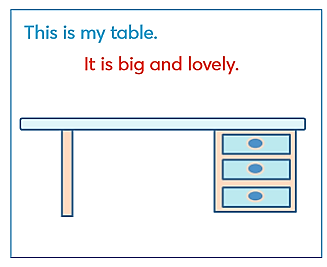 This is my table.
It is big and lovely.